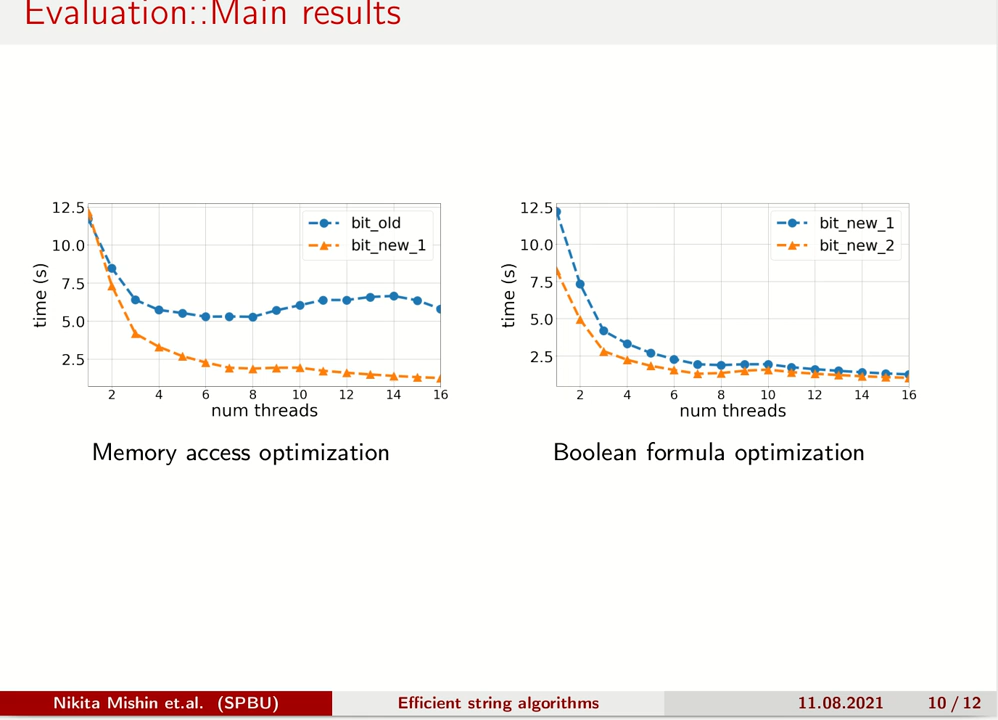 Evaluation::Main results
12.5
10.0
7.5
5.0
2.5
time (s)
bit_old
bit_new_1
2 4 6 8 10 12 14 16
num threads
Memory access optimization
12.5
10.0
7.5
5.0
2.5
time (s)
bit_new_1
bit_new_2
2 4 6 8 10 12 14 16
num threads
Boolean formula optimization
Nikita Mishin et.al. (SPBU) Efficient string algorithms 11.08.2021 10 / 12